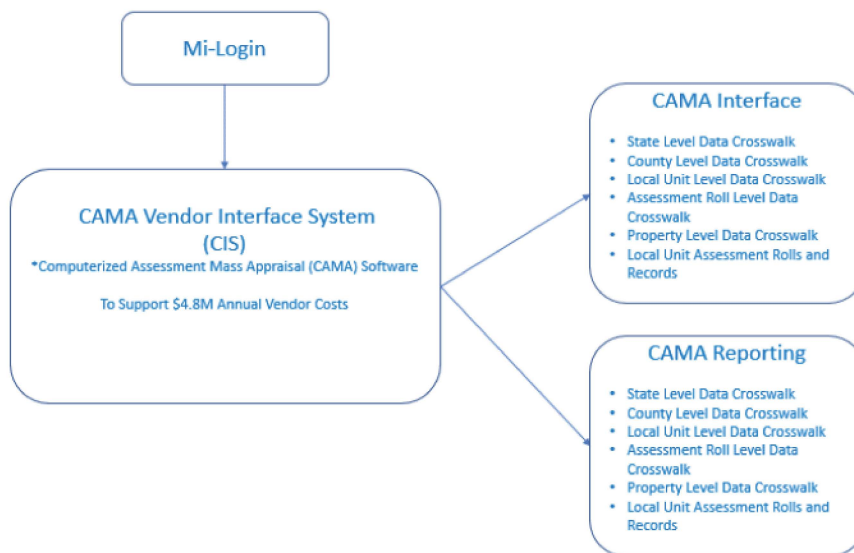 Mi-Login
CAMA Vendor Interface System
(CIS)
*Computerized Assessment Mass Appraisal (CAMA) Software
To Support $4.8M Annual Vendor Costs
CAMA Interface
• State Level Data Crosswalk
• County Level Data Crosswalk
• Local Unit Level Data Crosswalk
• Assessment Roll Level Data
Crosswalk
• Property Level Data Crosswalk
• Local Unit Assessment Rolls and
Records
CAMA Reporting
• State Level Data Crosswalk
• County Level Data Crosswalk
• Local Unit Level Data Crosswalk
• Assessment Roll Level Data
Crosswalk
• Property Level Data Crosswalk
• Local Unit Assessment Rolls and
Records